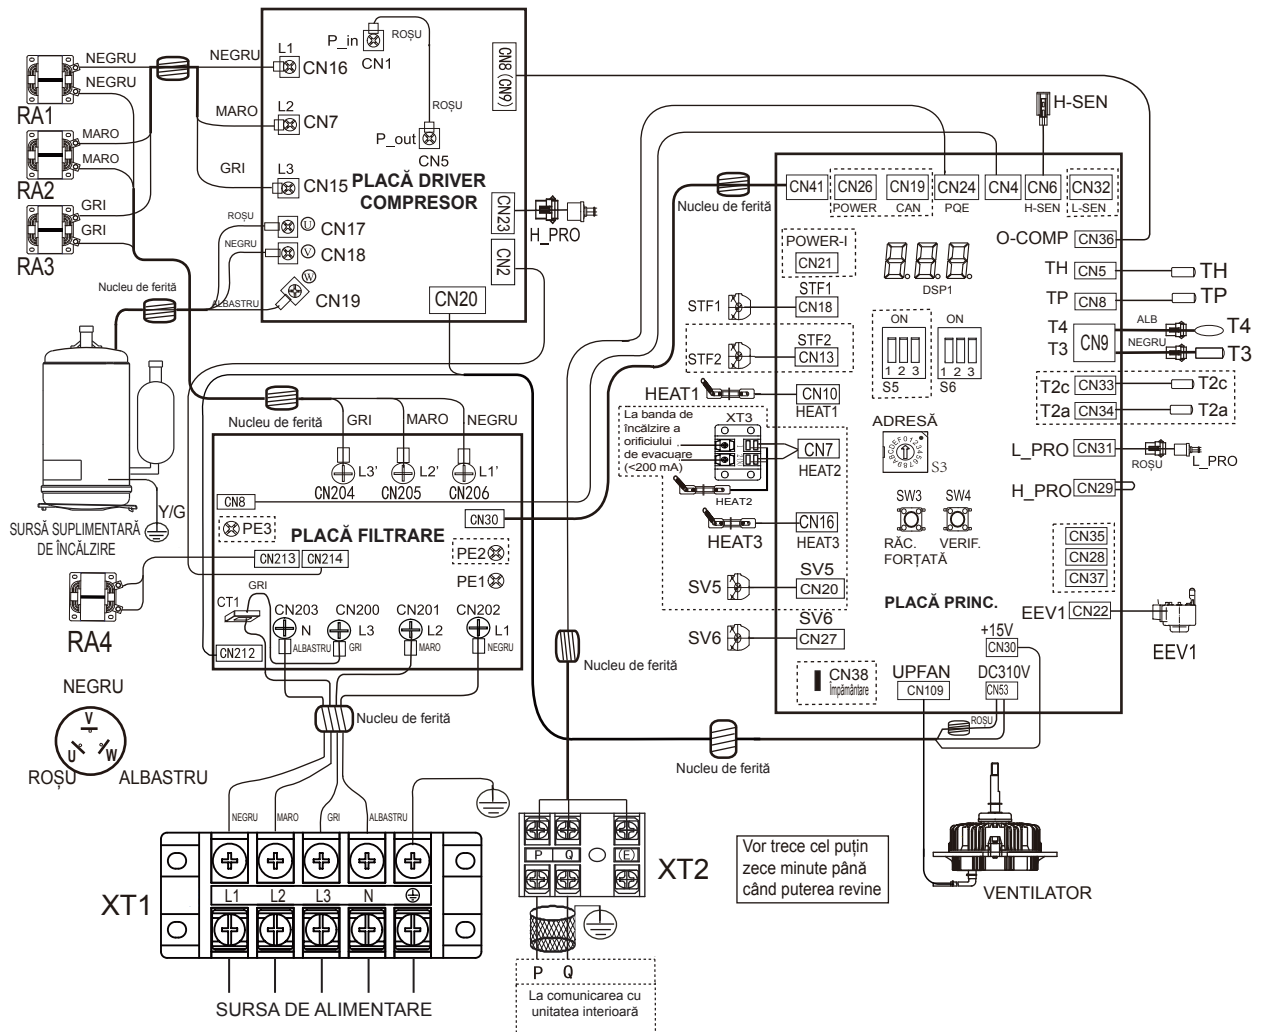 NEGRU
NEGRU
RA1
MARO
MARO
RA2
GRI
GRI
RA3
NEGRU
L1
CN16
MARO
L2
CN7
GRI
L3
CN15
P_in
CN1
ROȘU
ROȘU
P_out
CN5
PLACĂ DRIVER
COMPRESOR
CN8 (CN9)
CN23
H_PRO
CN2
CN20
ROȘU
U
CN17
NEGRU
V
CN18
W
CN19
ALBASTRU
Nucleu de ferită
Y/G
SURSĂ SUPLIMENTARĂ
DE ÎNCĂLZIRE
RA4
Nucleu de ferită
GRI
MARO
NEGRU
L3'
L2'
L1'
CN204
CN205
CN206
CN8
CN30
PE3
PLACĂ FILTRARE
PE2
CN213
CN214
PE1
GRI
CT1
CN203
CN200
CN201
CN202
N
L3
L2
L1
ALBASTRU
GRI
MARO
NEGRU
CN212
Nucleu de ferită
NEGRU
V
U
W
ROȘU
ALBASTRU
NEGRU
MARO
GRI
ALBASTRU
XT1
L1
L2
L3
N
SURSA DE ALIMENTARE
Nucleu de ferită
P
Q
(E)
XT2
P
Q
La comunicarea cu
unitatea interioară
Nucleu de ferită
Vor trece cel puțin
zece minute până
când puterea revine
VENTILATOR
Nucleu de ferită
H-SEN
CN41
CN26
CN19
CN24
CN4
CN6
CN32
POWER
CAN
PQE
H-SEN
L-SEN
POWER-I
CN21
DSP1
O-COMP
CN36
TH
CN5
TH
TP
CN8
TP
T4
T3
CN9
ALB
NEGRU
T4
T3
T2c
CN33
T2c
T2a
CN34
T2a
L_PRO
CN31
ROȘU
L_PRO
H_PRO
CN29
STF1
STF1
CN18
STF2
STF2
CN13
HEAT1
CN10
HEAT1
La banda de
încălzire a
orificiului
de evacuare
(<200 mA)
XT3
CN7
HEAT2
HEAT2
CN16
HEAT3
HEAT3
SV5
SV5
CN20
SV6
SV6
CN27
CN38
Împământare
ON
1 2 3
S5
ON
1 2 3
S6
ADRESĂ
S3
SW3
SW4
RĂC.
FORȚATĂ
VERIF.
PLACĂ PRINC.
CN35
CN28
CN37
EEV1
CN22
EEV1
+15V
CN30
UPFAN
CN109
DC310V
CN53
ROȘU